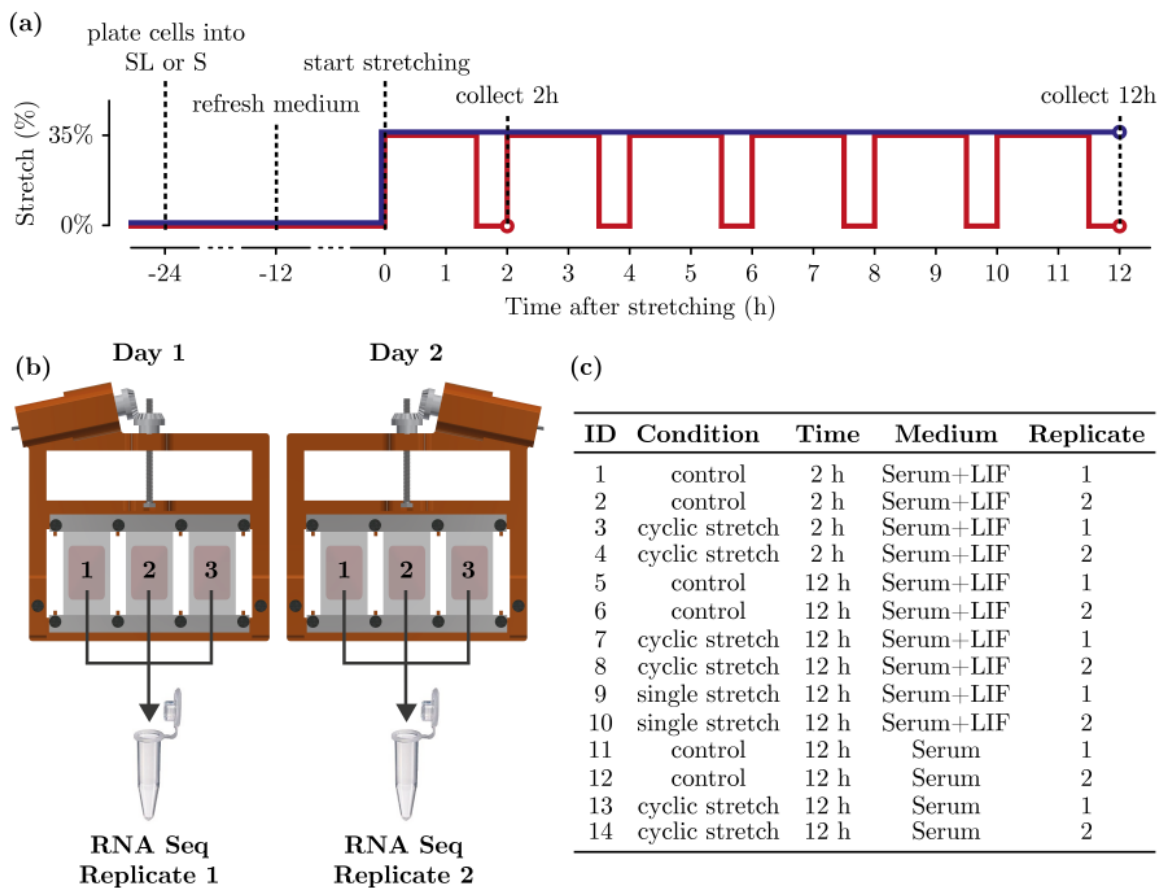 (a)
plate cells into
SL or S
refresh medium
start stretching
collect 2h
collect 12h
Stretch (%)
35%
0%
-24 -12 0 1 2 3 4 5 6 7 8 9 10 11 12
Time after stretching (h)
(b)
Day 1
Day 2
1 2 3
1 2 3
RNA Seq
Replicate 1
RNA Seq
Replicate 2
(c)
ID Condition Time Medium Replicate
1 control 2 h Serum+LIF 1
2 control 2 h Serum+LIF 2
3 cyclic stretch 2 h Serum+LIF 1
4 cyclic stretch 2 h Serum+LIF 2
5 control 12 h Serum+LIF 1
6 control 12 h Serum+LIF 2
7 cyclic stretch 12 h Serum+LIF 1
8 cyclic stretch 12 h Serum+LIF 2
9 single stretch 12 h Serum+LIF 1
10 single stretch 12 h Serum+LIF 2
11 control 12 h Serum 1
12 control 12 h Serum 2
13 cyclic stretch 12 h Serum 1
14 cyclic stretch 12 h Serum 2